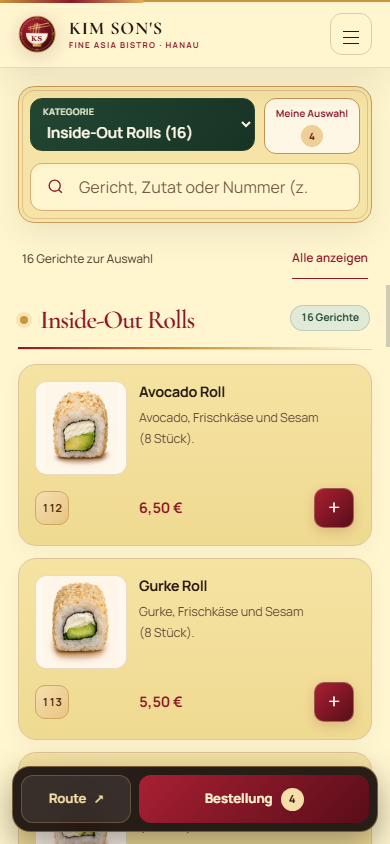 KS
KIM SON'S
FINE ASIA BISTRO · HANAU
KATEGORIE
Inside-Out Rolls (16)
Meine Auswahl
4
Gericht, Zutat oder Nummer (z.
16 Gerichte zur Auswahl
Alle anzeigen
Inside-Out Rolls
16 Gerichte
Avocado Roll
Avocado, Frischkäse und Sesam
(8 Stück).
112
6,50 €
+
Gurke Roll
Gurke, Frischkäse und Sesam
(8 Stück).
113
5,50 €
+
Route ↗
Bestellung 4